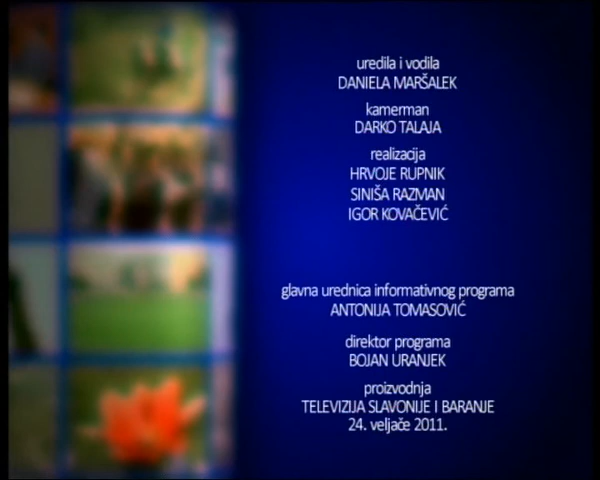 uredila i vodila
DANIELA MARŠALEK
kamerman
DARKO TALAJA
realizacija
HRVOJE RUPNIK
SINIŠA RAZMAN
IGOR KOVAČEVIĆ
glavna urednica informativnog programa
ANTONIJA TOMASOVIĆ
direktor programa
BOJAN URANJEK
proizvodnja
TELEVIZIJA SLAVONIJE I BARANJE
24. veljače 2011.